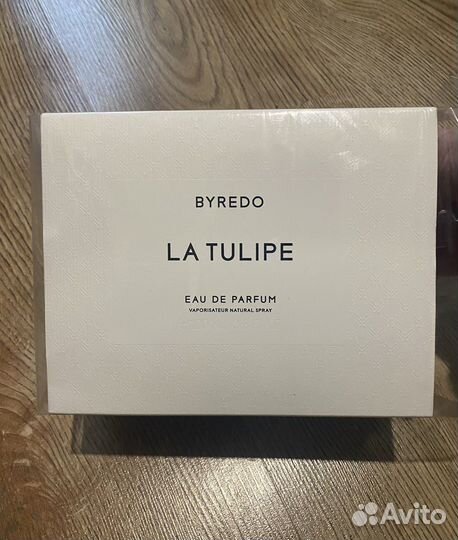 BYREDO
LA TULIPE
EAU DE PARFUM
VAPORISATEUR NATURAL SPRAY
Avito